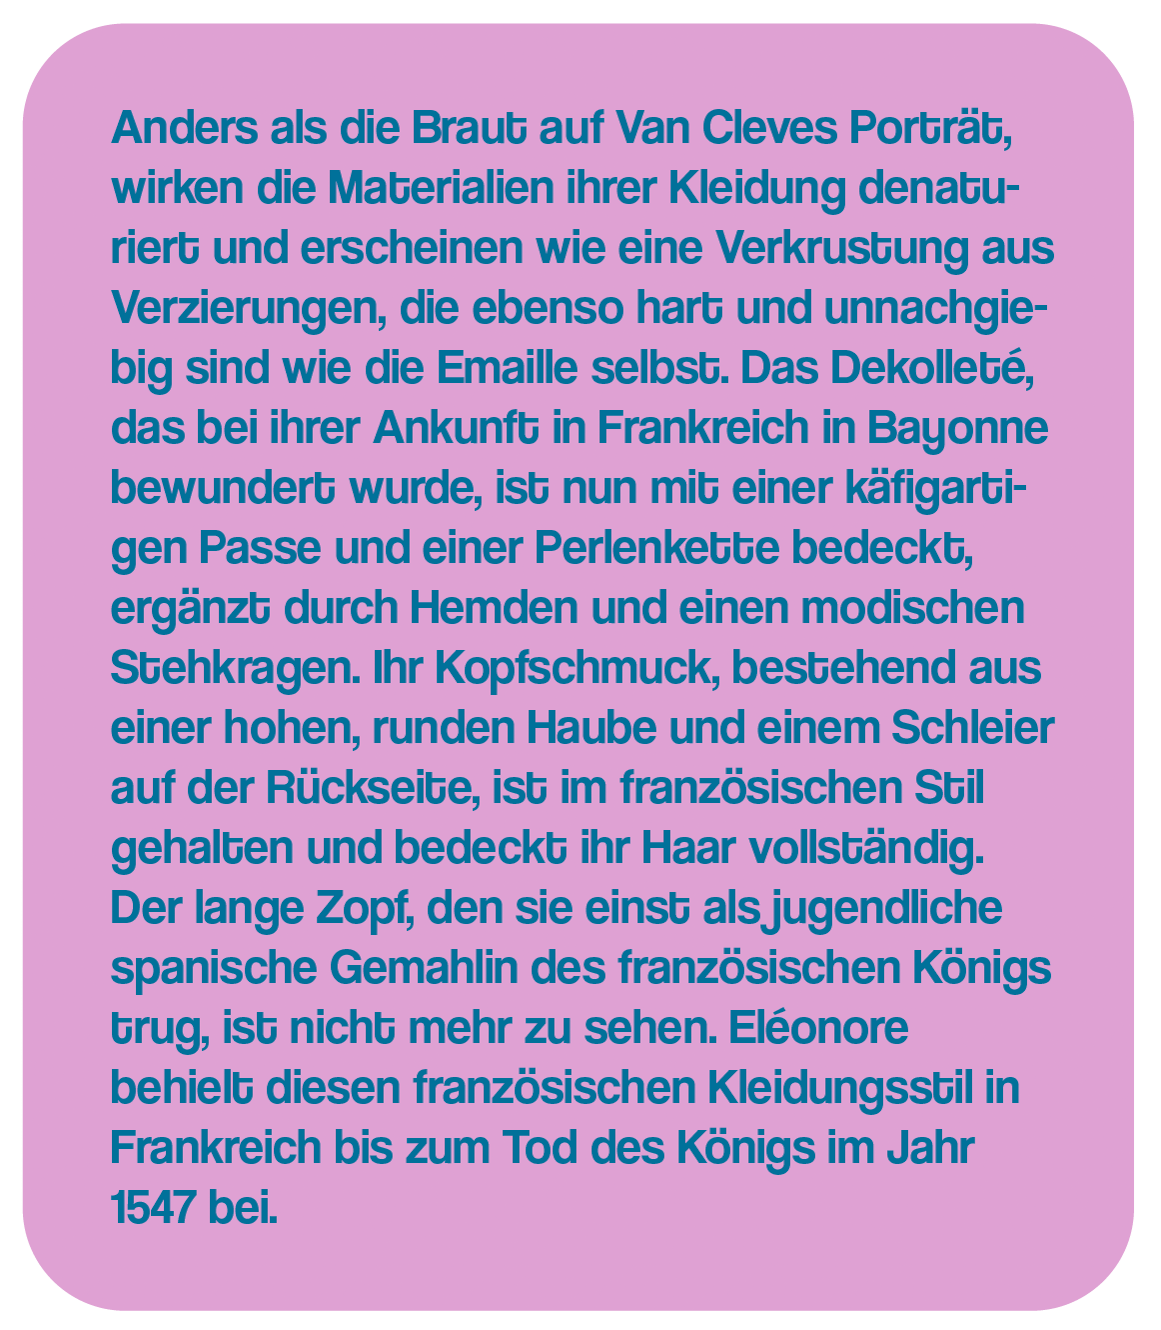 Anders als die Braut auf Van Cleves Porträt,
wirken die Materialien ihrer Kleidung denatu-
riert und erscheinen wie eine Verkrustung aus
Verzierungen, die ebenso hart und unnachgie-
big sind wie die Emaille selbst. Das Dekolleté,
das bei ihrer Ankunft in Frankreich in Bayonne
bewundert wurde, ist nun mit einer käfigarti-
gen Passe und einer Perlenkette bedeckt,
ergänzt durch Hemden und einen modischen
Stehkragen. Ihr Kopfschmuck, bestehend aus
einer hohen, runden Haube und einem Schleier
auf der Rückseite, ist im französischen Stil
gehalten und bedeckt ihr Haar vollständig.
Der lange Zopf, den sie einst als jugendliche
spanische Gemahlin des französischen Königs
trug, ist nicht mehr zu sehen. Eléonore
behielt diesen französischen Kleidungsstil in
Frankreich bis zum Tod des Königs im Jahr
1547 bei.